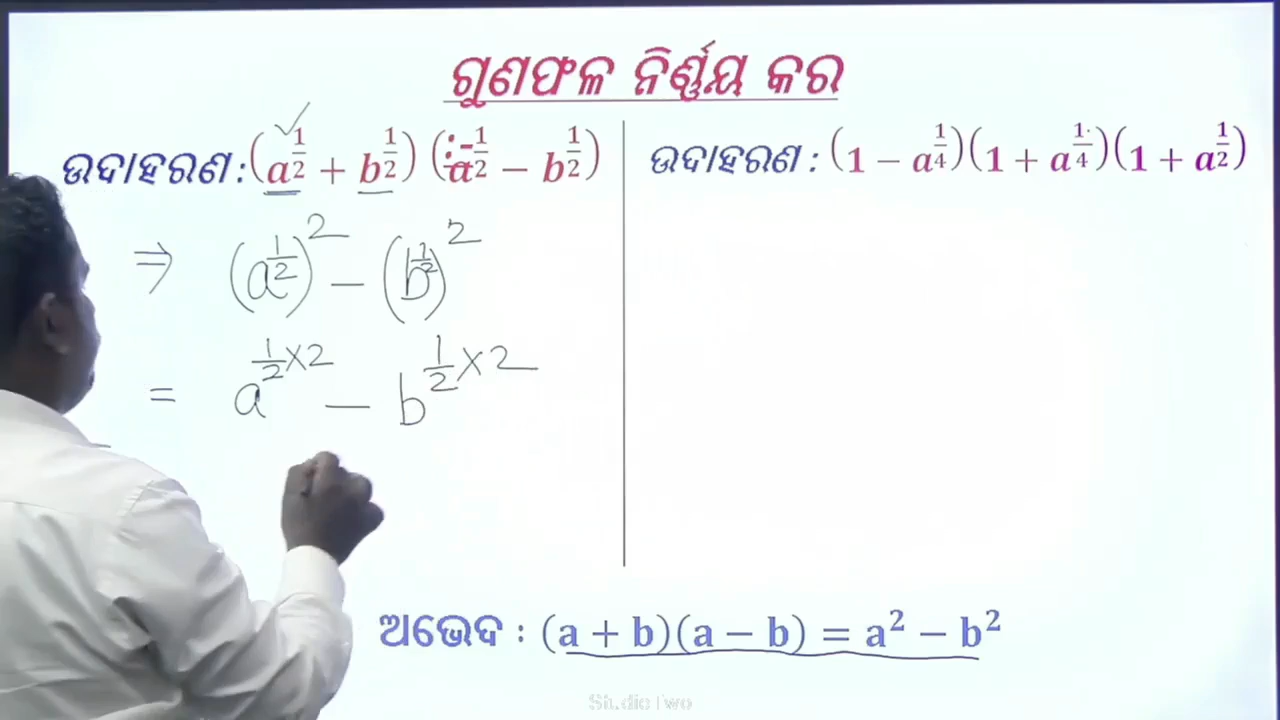 ଗୁଣଫଳ ନିର୍ଣ୍ଣୟ କର
ଉଦାହରଣ : (a^{1/2} + b^{1/2}) (a^{1/2} − b^{1/2})
⇒ (a^{1/2})^2 − (b^{1/2})^2
= a^{1/2 × 2} − b^{1/2 × 2}
ଉଦାହରଣ : (1 − a^{1/4})(1 + a^{1/4})(1 + a^{1/2})
ଅଭେଦ : (a + b)(a − b) = a² − b²